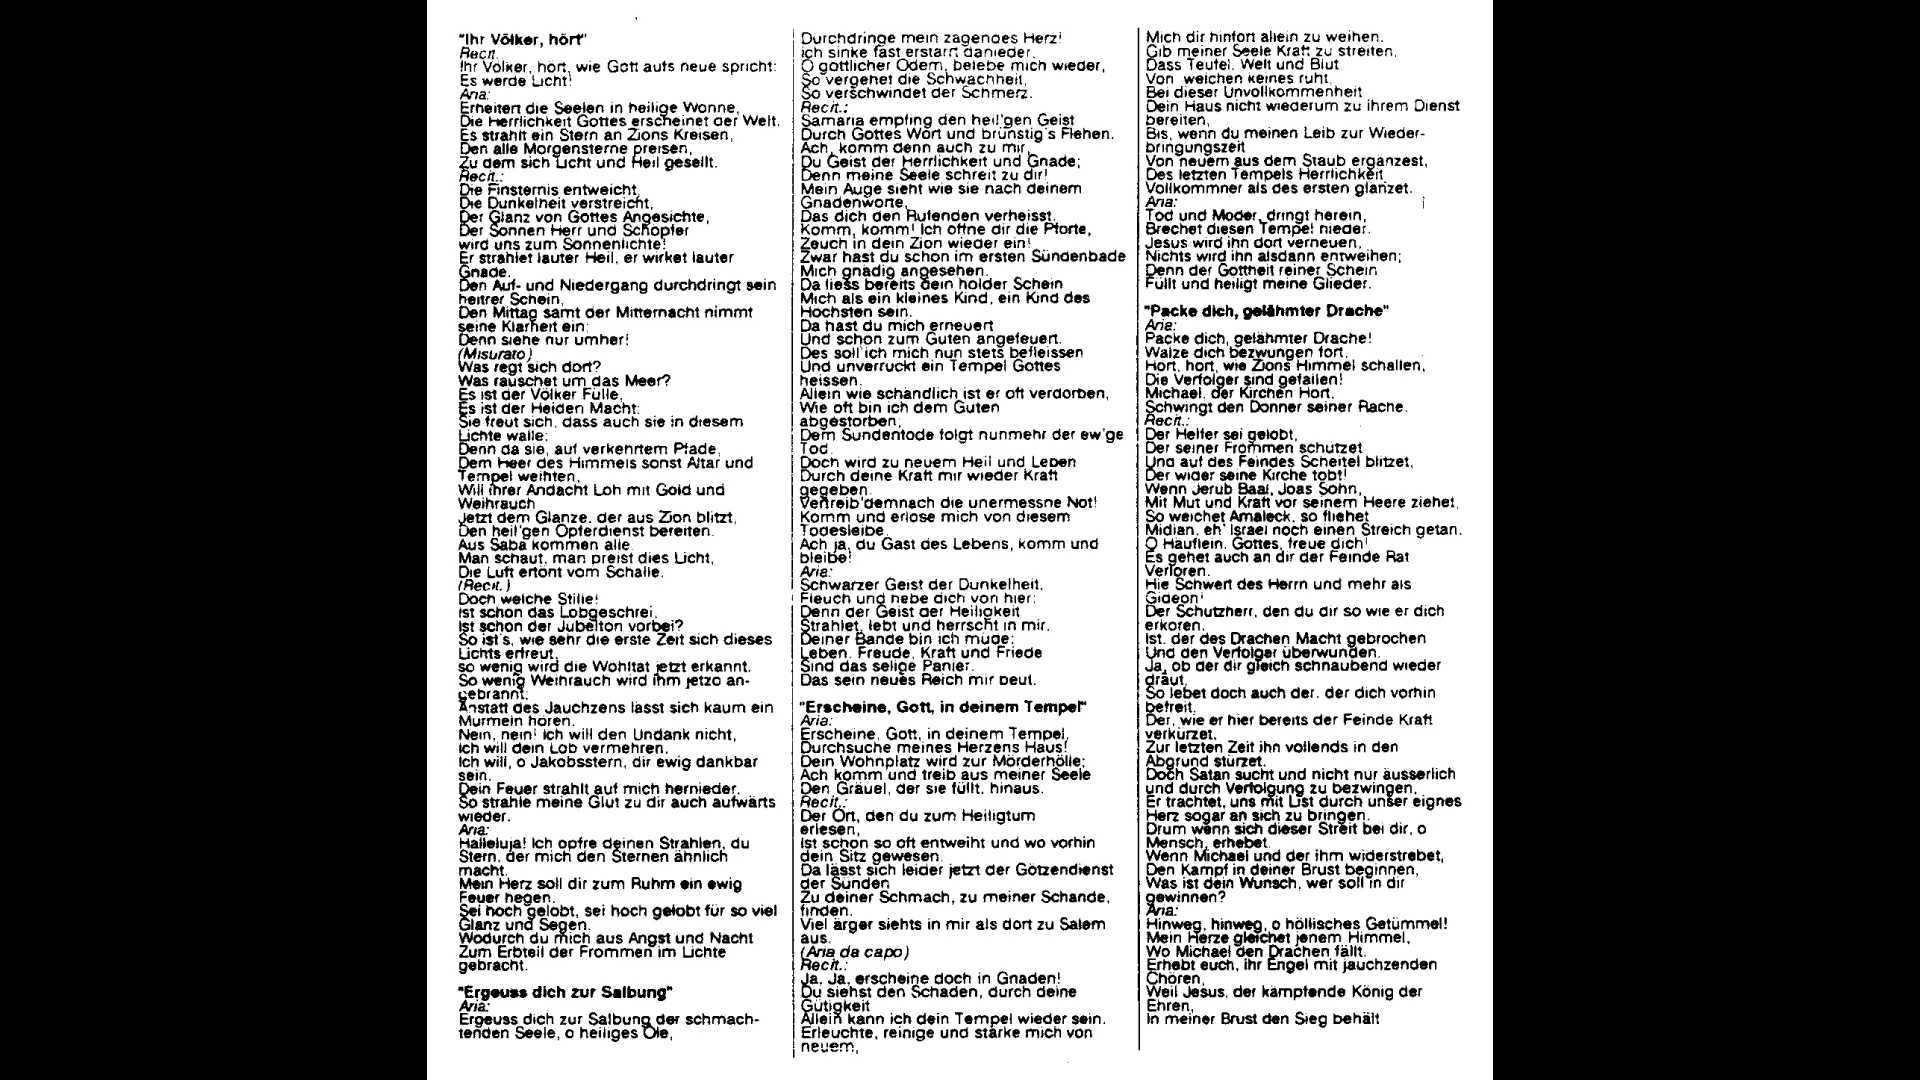 "Ihr Völker, hört"
Recit.
Ihr Völker, hört, wie Gott aufs neue spricht:
Es werde Licht!
Aria:
Erheitert die Seelen in heilige Wonne,
Die Herrlichkeit Gottes erscheinet der Welt.
Es strahlt ein Stern an Zions Kreisen,
Den alle Morgensterne preisen,
Zu dem sich Licht und Heil gesellt.
Recit.:
Die Finsternis entweicht,
Die Dunkelheit verstreicht,
Der Glanz von Gottes Angesichte,
Der Sonnen Herr und Schöpfer
wird uns zum Sonnenlichte!
Er strahlet lauter Heil, er wirket lauter
Gnade.
Den Auf- und Niedergang durchdringt sein
heitrer Schein,
Den Mittag samt der Mitternacht nimmt
seine Klarheit ein;
Denn siehe nur umher!
(Misurato)
Was regt sich dort?
Was rauschet um das Meer?
Es ist der Völker Fülle,
Es ist der Heiden Macht:
Sie freut sich, dass auch sie in diesem
Lichte walle;
Denn da sie, auf verkehrtem Pfade,
Dem Heer des Himmels sonst Altar und
Tempel weihten,
Will ihrer Andacht Loh mit Gold und
Weihrauch
Jetzt dem Glanze, der aus Zion blitzt,
Den heil'gen Opferdienst bereiten.
Aus Saba kommen alle,
Man schaut, man preist dies Licht,
Die Luft ertönt vom Schalle.
(Recit.)
Doch welche Stille!
Ist schon das Lobgeschrei,
Ist schon der Jubelton vorbei?
So ist's, wie sehr die erste Zeit sich dieses
Lichts erfreut,
so wenig wird die Wohltat jetzt erkannt.
So wenig Weihrauch wird ihm jetzo an-
gebrannt;
Anstatt des Jauchzens lässt sich kaum ein
Murmeln hören.
Nein, nein! ich will den Undank nicht,
Ich will dein Lob vermehren,
Ich will, o Jakobsstern, dir ewig dankbar
sein.
Dein Feuer strahlt auf mich hernieder,
So strahle meine Glut zu dir auch aufwärts
wieder.
Aria:
Halleluja! Ich opfre deinen Strahlen, du
Stern, der mich den Sternen ähnlich
macht.
Mein Herz soll dir zum Ruhm ein ewig
Feuer hegen.
Sei hoch gelobt, sei hoch gelobt für so viel
Glanz und Segen,
Wodurch du mich aus Angst und Nacht
Zum Erbteil der Frommen im Lichte
gebracht.
"Ergeuss dich zur Salbung"
Aria:
Ergeuss dich zur Salbung der schmach-
tenden Seele, o heiliges Öle,
Durchdringe mein zagendes Herz!
ich sinke fast erstarrt danieder,
O göttlicher Odem, belebe mich wieder,
So vergehet die Schwachheit,
So verschwindet der Schmerz.
Recit.:
Samaria empfing den heil'gen Geist
Durch Gottes Wort und brünstig's Flehen.
Ach, komm denn auch zu mir,
Du Geist der Herrlichkeit und Gnade;
Denn meine Seele schreit zu dir!
Mein Auge sieht wie sie nach deinem
Gnadenworte,
Das dich den Rufenden verheisst.
Komm, komm! Ich öffne dir die Pforte,
Zeuch in dein Zion wieder ein!
Zwar hast du schon im ersten Sündenbade
Mich gnädig angesehen.
Da liess bereits dein holder Schein
Mich als ein kleines Kind, ein Kind des
Höchsten sein.
Da hast du mich erneuert
Und schon zum Guten angefeuert.
Des soll ich mich nun stets befleissen
Und unverruckt ein Tempel Gottes
heissen.
Allein wie schändlich ist er oft verdorben,
Wie oft bin ich dem Guten
abgestorben;
Dem Sündentode folgt nunmehr der ew'ge
Tod.
Doch wird zu neuem Heil und Leben
Durch deine Kraft mir wieder Kraft
gegeben.
Vertreib'demnach die unermessne Not!
Komm und erlöse mich von diesem
Todesleibe.
Ach ja, du Gast des Lebens, komm und
bleibe!
Aria:
Schwarzer Geist der Dunkelheit,
Fleuch und hebe dich von hier;
Denn der Geist der Heiligkeit
Strahlet, lebt und herrscht in mir.
Deiner Bande bin ich müde;
Leben, Freude, Kraft und Friede
Sind das selige Panier,
Das sein neues Reich mir beut.
"Erscheine, Gott, in deinem Tempel"
Aria:
Erscheine, Gott, in deinem Tempel,
Durchsuche meines Herzens Haus!
Dein Wohnplatz wird zur Mörderhölle;
Ach komm und treib aus meiner Seele
Den Gräuel, der sie füllt, hinaus.
Recit.:
Der Ort, den du zum Heiligtum
erlesen,
Ist schon so oft entweiht und wo vorhin
dein Sitz gewesen.
Da lässt sich leider jetzt der Götzendienst
der Sünden
Zu deiner Schmach, zu meiner Schande,
finden.
Viel ärger siehts in mir als dort zu Salem
aus.
(Aria da capo)
Recit.:
Ja, Ja, erscheine doch in Gnaden!
Du siehst den Schaden, durch deine
Gütigkeit
Allein kann ich dein Tempel wieder sein.
Erleuchte, reinige und stärke mich von
neuem,
Mich dir hinfort allein zu weihen.
Gib meiner Seele Kraft zu streiten,
Dass Teufel, Welt und Blut
Von weichen keines ruht,
Bei dieser Unvollkommenheit
Dein Haus nicht wiederum zu ihrem Dienst
bereiten,
Bis, wenn du meinen Leib zur Wieder-
bringungszeit
Von neuem aus dem Staub ergänzest,
Des letzten Tempels Herrlichkeit
Vollkommner als des ersten glänzet.
Aria:
Tod und Moder, dringt herein,
Brechet diesen Tempel nieder.
Jesus wird ihn dort verneuen,
Nichts wird ihn alsdann entweihen;
Denn der Gottheit reiner Schein
Füllt und heiligt meine Glieder.
"Packe dich, gelähmter Drache"
Aria:
Packe dich, gelähmter Drache!
Walze dich bezwungen fort.
Hört, hört, wie Zions Himmel schallen,
Die Verfolger sind gefallen!
Michael, der Kirchen Hort,
Schwingt den Donner seiner Rache.
Recit.:
Der Helfer sei gelobt,
Der seiner Frommen schützet
Und auf des Feindes Scheitel blitzet,
Der wider seine Kirche tobt!
Wenn Jerub Baal, Joas Sohn,
Mit Mut und Kraft vor seinem Heere ziehet,
So weichet Amaleck, so fliehet
Midian, eh' Israel noch einen Streich getan.
O Häuflein, Gottes, freue dich!
Es gehet auch an dir der Feinde Rat
Verloren.
Hie Schwert des Herrn und mehr als
Gideon!
Der Schutzherr, den du dir so wie er dich
erkoren,
Ist, der des Drachen Macht gebrochen
Und den Verfolger überwunden.
Ja, ob der dir gleich schnaubend wieder
dräut,
So lebet doch auch der, der dich vorhin
befreit,
Der, wie er hier bereits der Feinde Kraft
verkürzet,
Zur letzten Zeit ihn vollends in den
Abgrund stürzet.
Doch Satan sucht und nicht nur äusserlich
und durch Verfolgung zu bezwingen,
Er trachtet, uns mit List durch unser eignes
Herz sogar an sich zu bringen.
Drum wenn sich dieser Streit bei dir, o
Mensch, erhebet,
Wenn Michael und der ihm widerstrebet,
Den Kampf in deiner Brust beginnen,
Was ist dein Wunsch, wer soll in dir
gewinnen?
Aria:
Hinweg, hinweg, o höllisches Getümmel!
Mein Herze gleichet jenem Himmel,
Wo Michael den Drachen fällt.
Erhebt euch, ihr Engel mit jauchzenden
Chören,
Weil Jesus, der kämpfende König der
Ehren,
In meiner Brust den Sieg behält